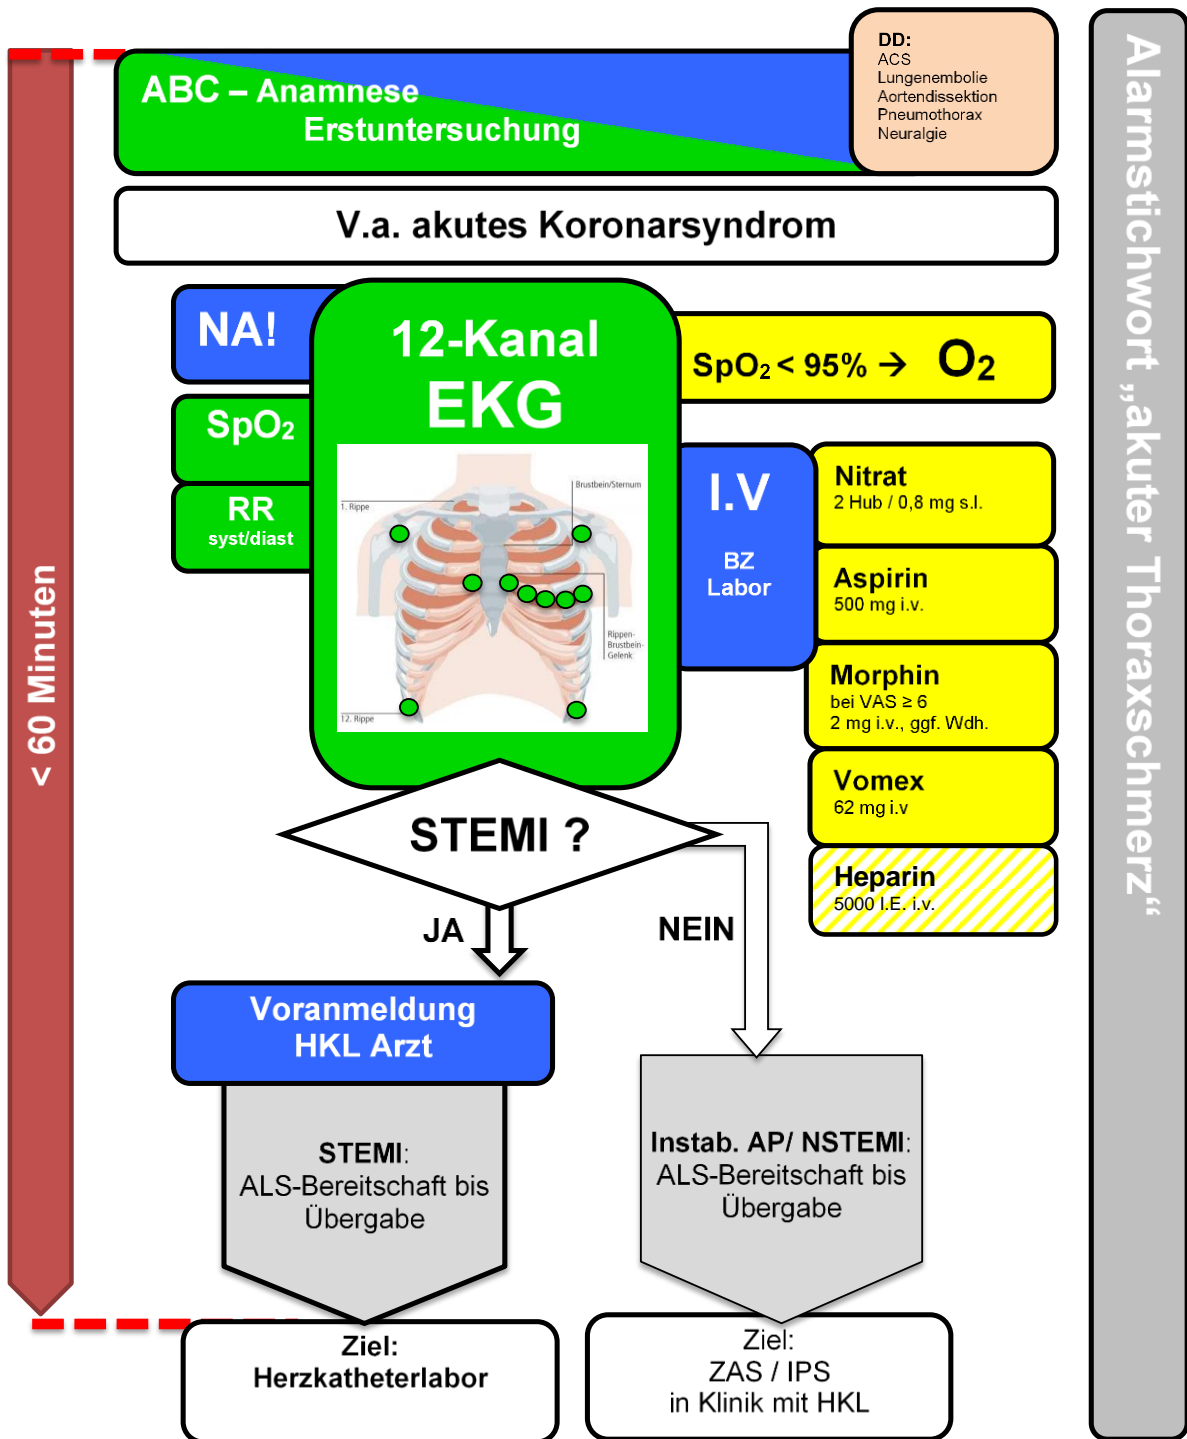 DD:
ACS
Lungenembolie
Aortendissektion
Pneumothorax
Neuralgie
ABC – Anamnese
Erstuntersuchung
V.a. akutes Koronarsyndrom
NA!
12-Kanal
EKG
SpO₂ < 95% → O₂
SpO₂
RR
syst/diast
Brustbein/Sternum
1. Rippe
Rippen-
Brustbein-
Gelenk
12. Rippe
I.V
BZ
Labor
Nitrat
2 Hub / 0,8 mg s.l.
Aspirin
500 mg i.v.
Morphin
bei VAS ≥ 6
2 mg i.v., ggf. Wdh.
Vomex
62 mg i.v
Heparin
5000 I.E. i.v.
STEMI ?
JA
NEIN
Voranmeldung
HKL Arzt
STEMI:
ALS-Bereitschaft bis
Übergabe
Instab. AP/ NSTEMI:
ALS-Bereitschaft bis
Übergabe
Ziel:
Herzkatheterlabor
Ziel:
ZAS / IPS
in Klinik mit HKL
< 60 Minuten
Alarmstichwort „akuter Thoraxschmerz“